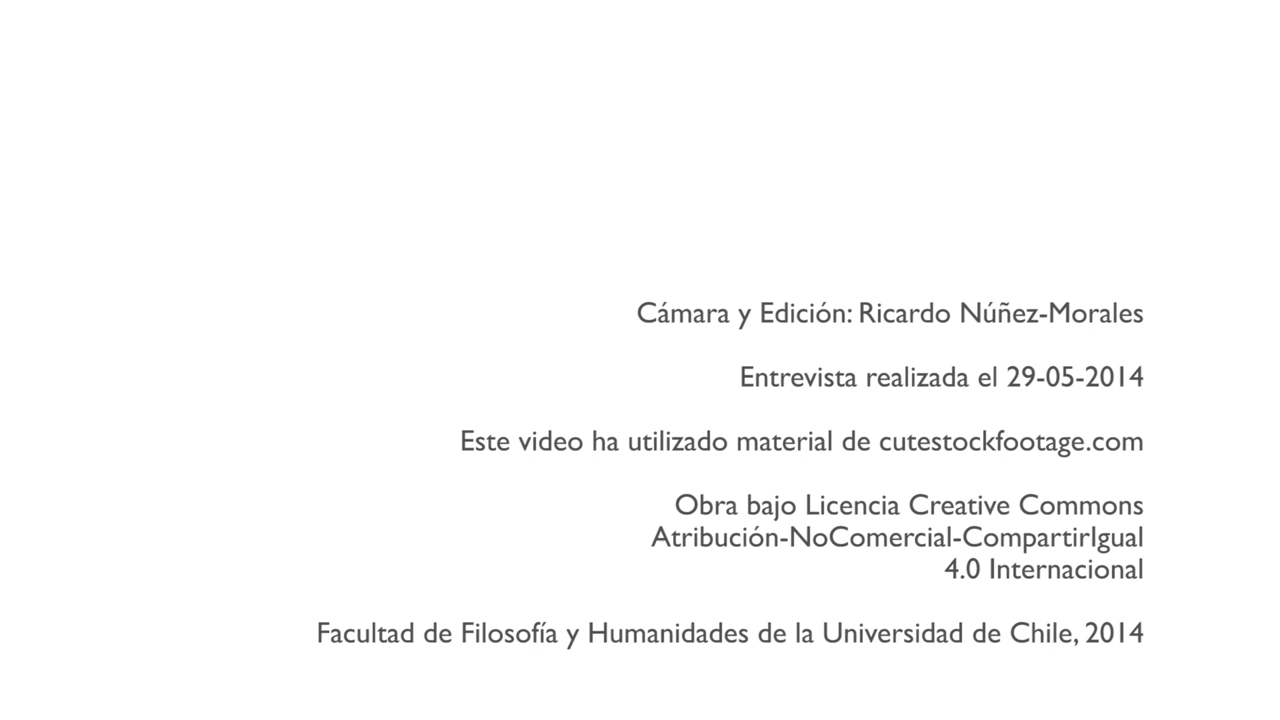 Cámara y Edición: Ricardo Núñez-Morales
Entrevista realizada el 29-05-2014
Este video ha utilizado material de cutestockfootage.com
Obra bajo Licencia Creative Commons
Atribución-NoComercial-CompartirIgual
4.0 Internacional
Facultad de Filosofía y Humanidades de la Universidad de Chile, 2014